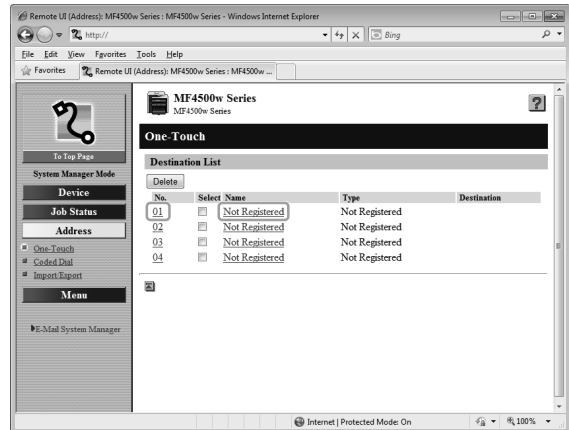 Remote UI (Address): MF4500w Series : MF4500w Series - Windows Internet Explorer
http://
Bing
File Edit View Favorites Tools Help
Favorites Remote UI (Address): MF4500w Series : MF4500w ...
MF4500w Series
MF4500w Series
To Top Page
System Manager Mode
Device
Job Status
Address
One-Touch
Coded Dial
Import/Export
Menu
E-Mail System Manager
One-Touch
Destination List
Delete
No. Select Name Type Destination
01 Not Registered Not Registered
02 Not Registered Not Registered
03 Not Registered Not Registered
04 Not Registered Not Registered
Internet | Protected Mode: On 100%